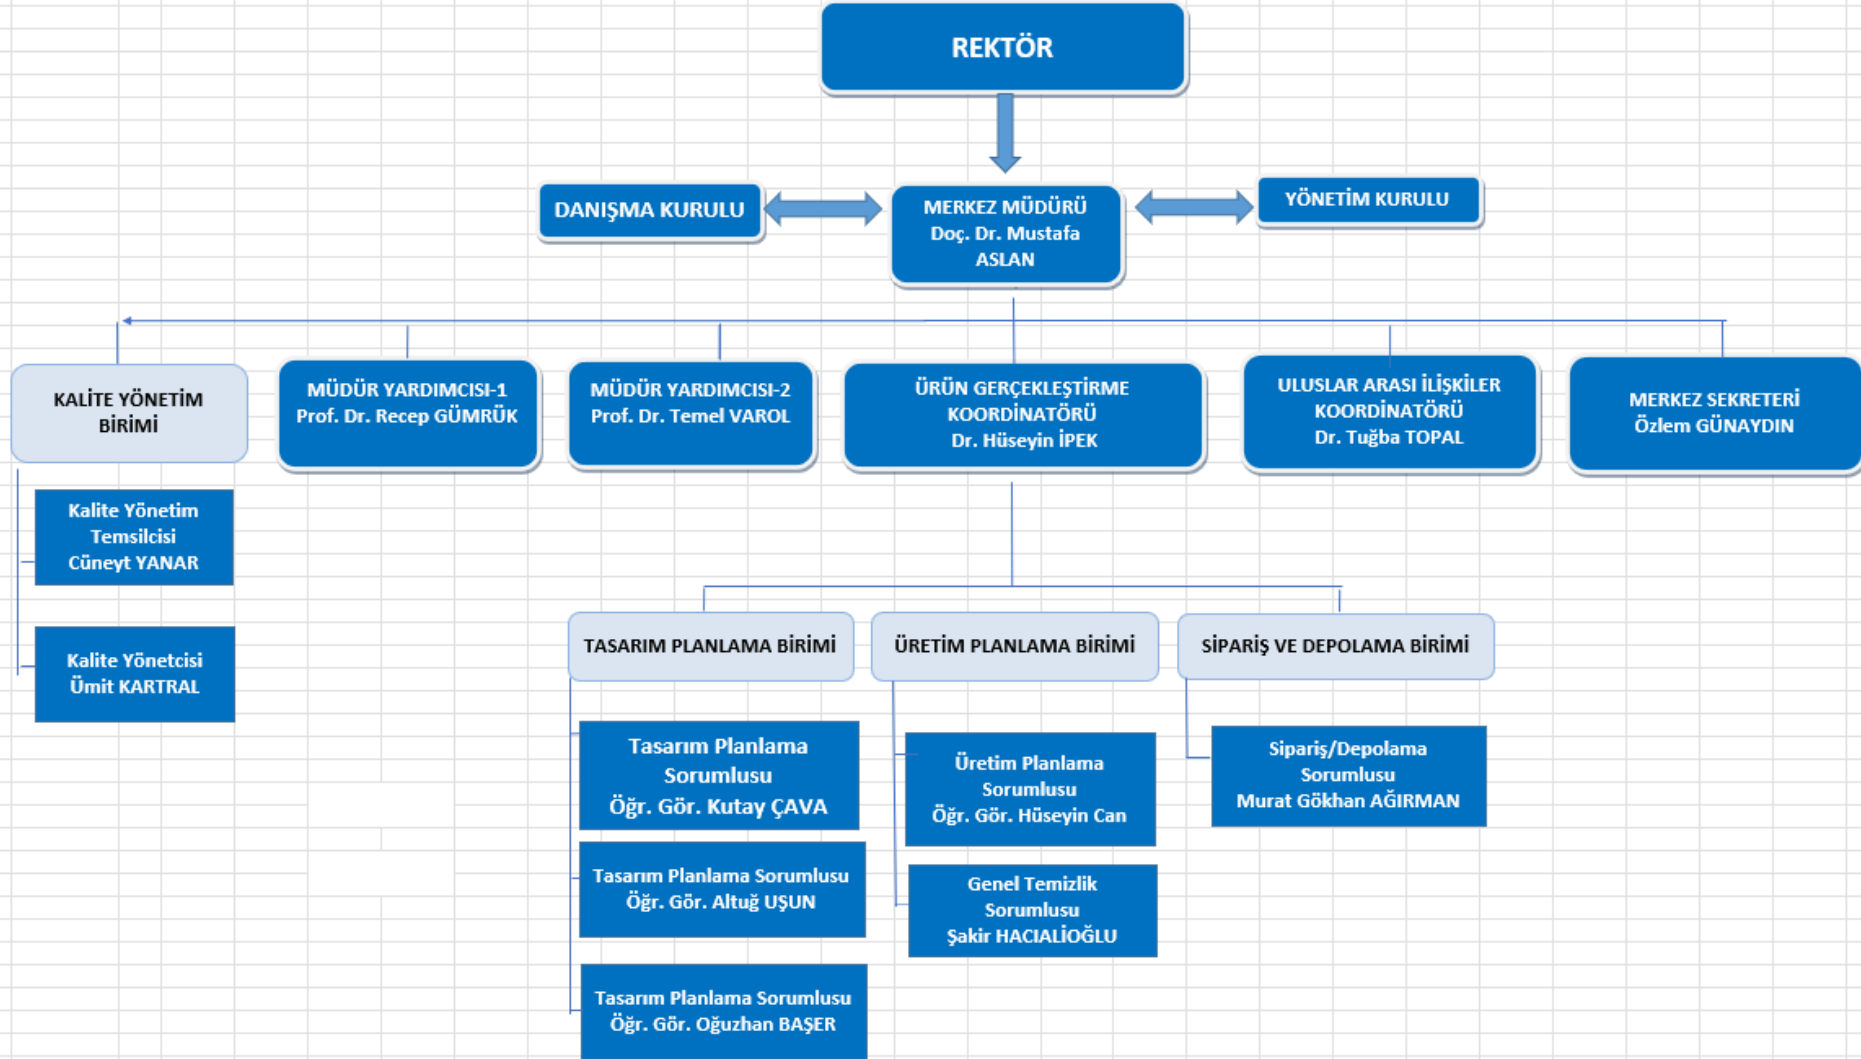 REKTÖR
DANIŞMA KURULU
MERKEZ MÜDÜRÜ
Doç. Dr. Mustafa
ASLAN
YÖNETİM KURULU
KALİTE YÖNETİM
BİRİMİ
MÜDÜR YARDIMCISI-1
Prof. Dr. Recep GÜMRÜK
MÜDÜR YARDIMCISI-2
Prof. Dr. Temel VAROL
ÜRÜN GERÇEKLEŞTİRME
KOORDİNATÖRÜ
Dr. Hüseyin İPEK
ULUSLAR ARASI İLİŞKİLER
KOORDİNATÖRÜ
Dr. Tuğba TOPAL
MERKEZ SEKRETERİ
Özlem GÜNAYDIN
Kalite Yönetim
Temsilcisi
Cüneyt YANAR
Kalite Yönetcisi
Ümit KARTRAL
TASARIM PLANLAMA BİRİMİ
ÜRETİM PLANLAMA BİRİMİ
SİPARİŞ VE DEPOLAMA BİRİMİ
Tasarım Planlama
Sorumlusu
Öğr. Gör. Kutay ÇAVA
Tasarım Planlama Sorumlusu
Öğr. Gör. Altuğ UŞUN
Tasarım Planlama Sorumlusu
Öğr. Gör. Oğuzhan BAŞER
Üretim Planlama
Sorumlusu
Öğr. Gör. Hüseyin Can
Genel Temizlik
Sorumlusu
Şakir HACIALİOĞLU
Sipariş/Depolama
Sorumlusu
Murat Gökhan AĞIRMAN